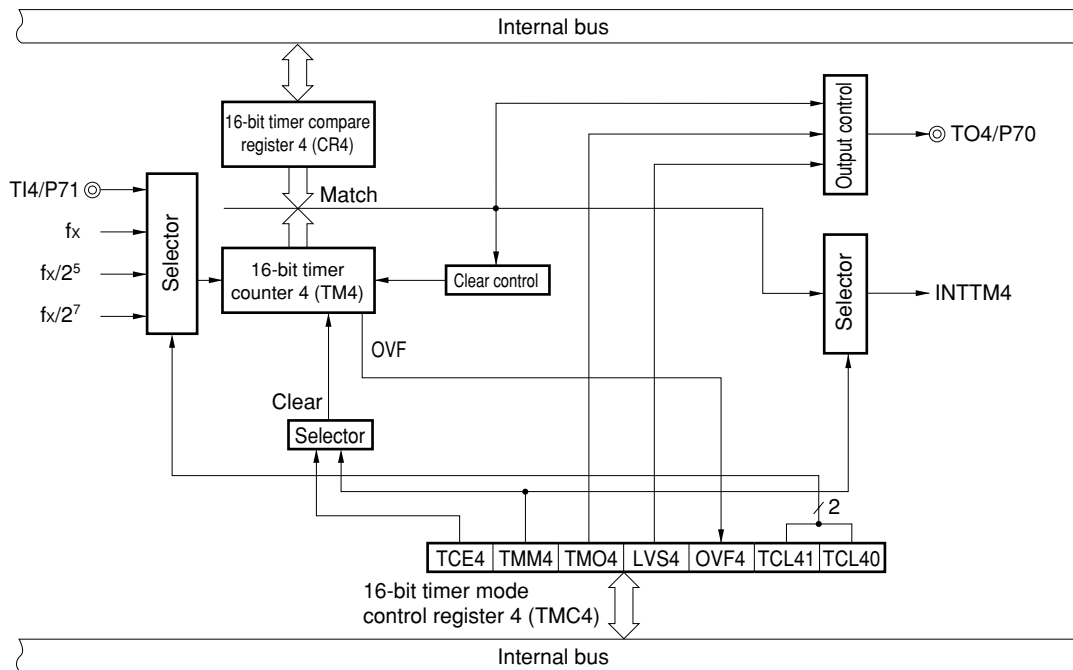 Internal bus
16-bit timer compare
register 4 (CR4)
Output control
TO4/P70
TI4/P71
Match
fX
Selector
16-bit timer
counter 4 (TM4)
Clear control
Selector
INTTM4
fX/2⁵
fX/2⁷
OVF
Clear
Selector
2
TCE4 TMM4 TMO4 LVS4 OVF4 TCL41 TCL40
16-bit timer mode
control register 4 (TMC4)
Internal bus